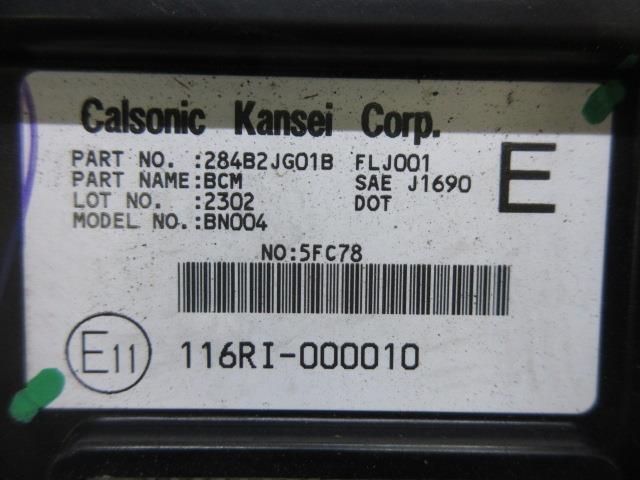 Calsonic Kansei Corp.
PART NO. :284B2JG01B FLJ001
PART NAME:BCM SAE J1690
LOT NO. :2302 DOT
MODEL NO.:BN004
E
NO:5FC78
E11 116RI-000010